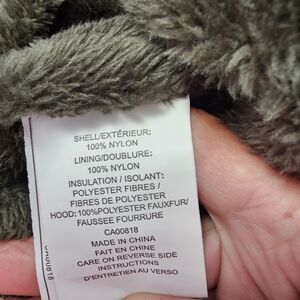 SHELL/EXTÉRIEUR:
100% NYLON
LINING/DOUBLURE:
100% NYLON
INSULATION / ISOLANT:
POLYESTER FIBRES /
FIBRES DE POLYESTER
HOOD:100%POLYESTER FAUXFUR/
FAUSSEE FOURRURE
CA00818
MADE IN CHINA
FAIT EN CHINE
CARE ON REVERSE SIDE
INSTRUCTIONS
D'ENTRETIEN AU VERSO
CA00818